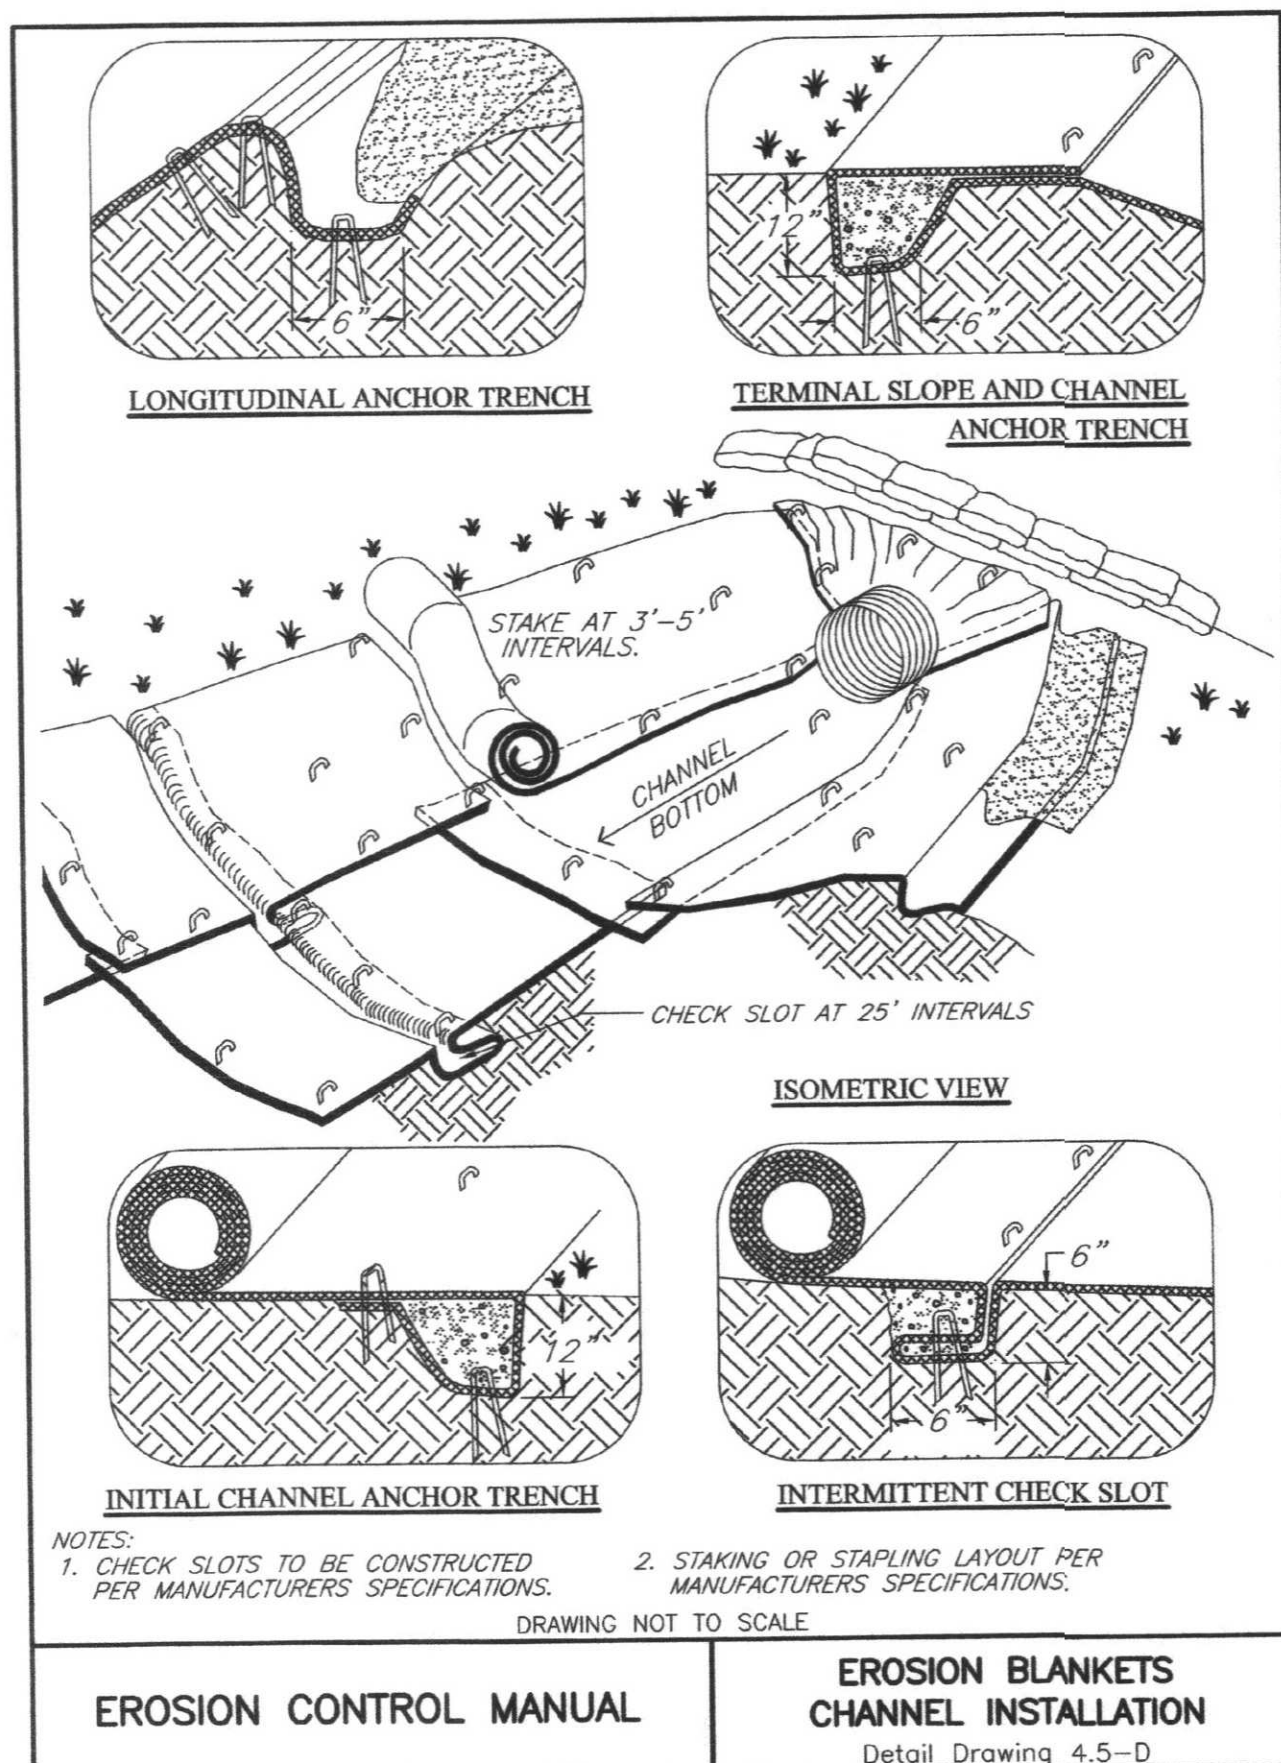 6"
12"
6"
LONGITUDINAL ANCHOR TRENCH
TERMINAL SLOPE AND CHANNEL
ANCHOR TRENCH
STAKE AT 3'-5'
INTERVALS.
CHANNEL
BOTTOM
CHECK SLOT AT 25' INTERVALS
ISOMETRIC VIEW
12"
6"
6"
INITIAL CHANNEL ANCHOR TRENCH
INTERMITTENT CHECK SLOT
NOTES:
1. CHECK SLOTS TO BE CONSTRUCTED
PER MANUFACTURERS SPECIFICATIONS.
2. STAKING OR STAPLING LAYOUT PER
MANUFACTURERS SPECIFICATIONS.
DRAWING NOT TO SCALE
EROSION CONTROL MANUAL
EROSION BLANKETS
CHANNEL INSTALLATION
Detail Drawing 4.5-D